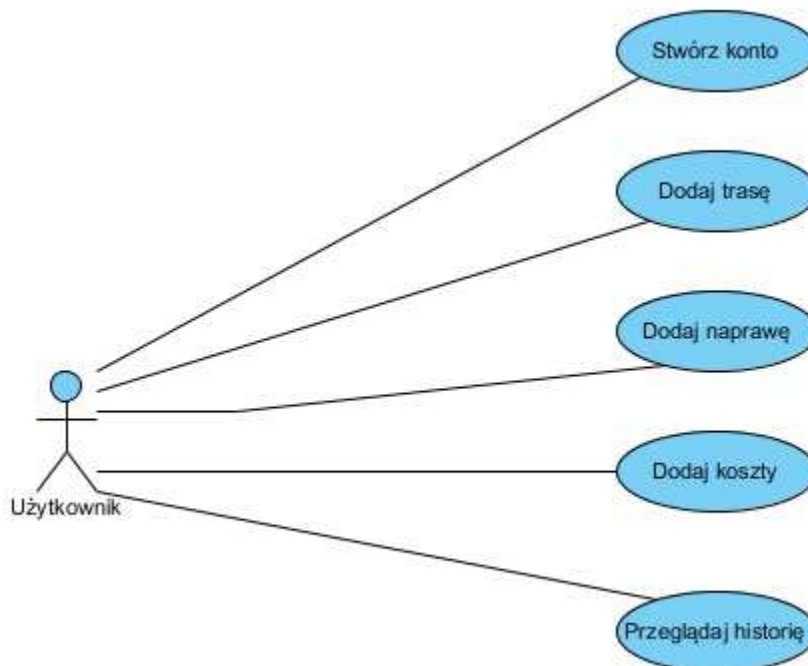 Stwórz konto
Dodaj trasę
Dodaj naprawę
Dodaj koszty
Użytkownik
Przeglądaj historię